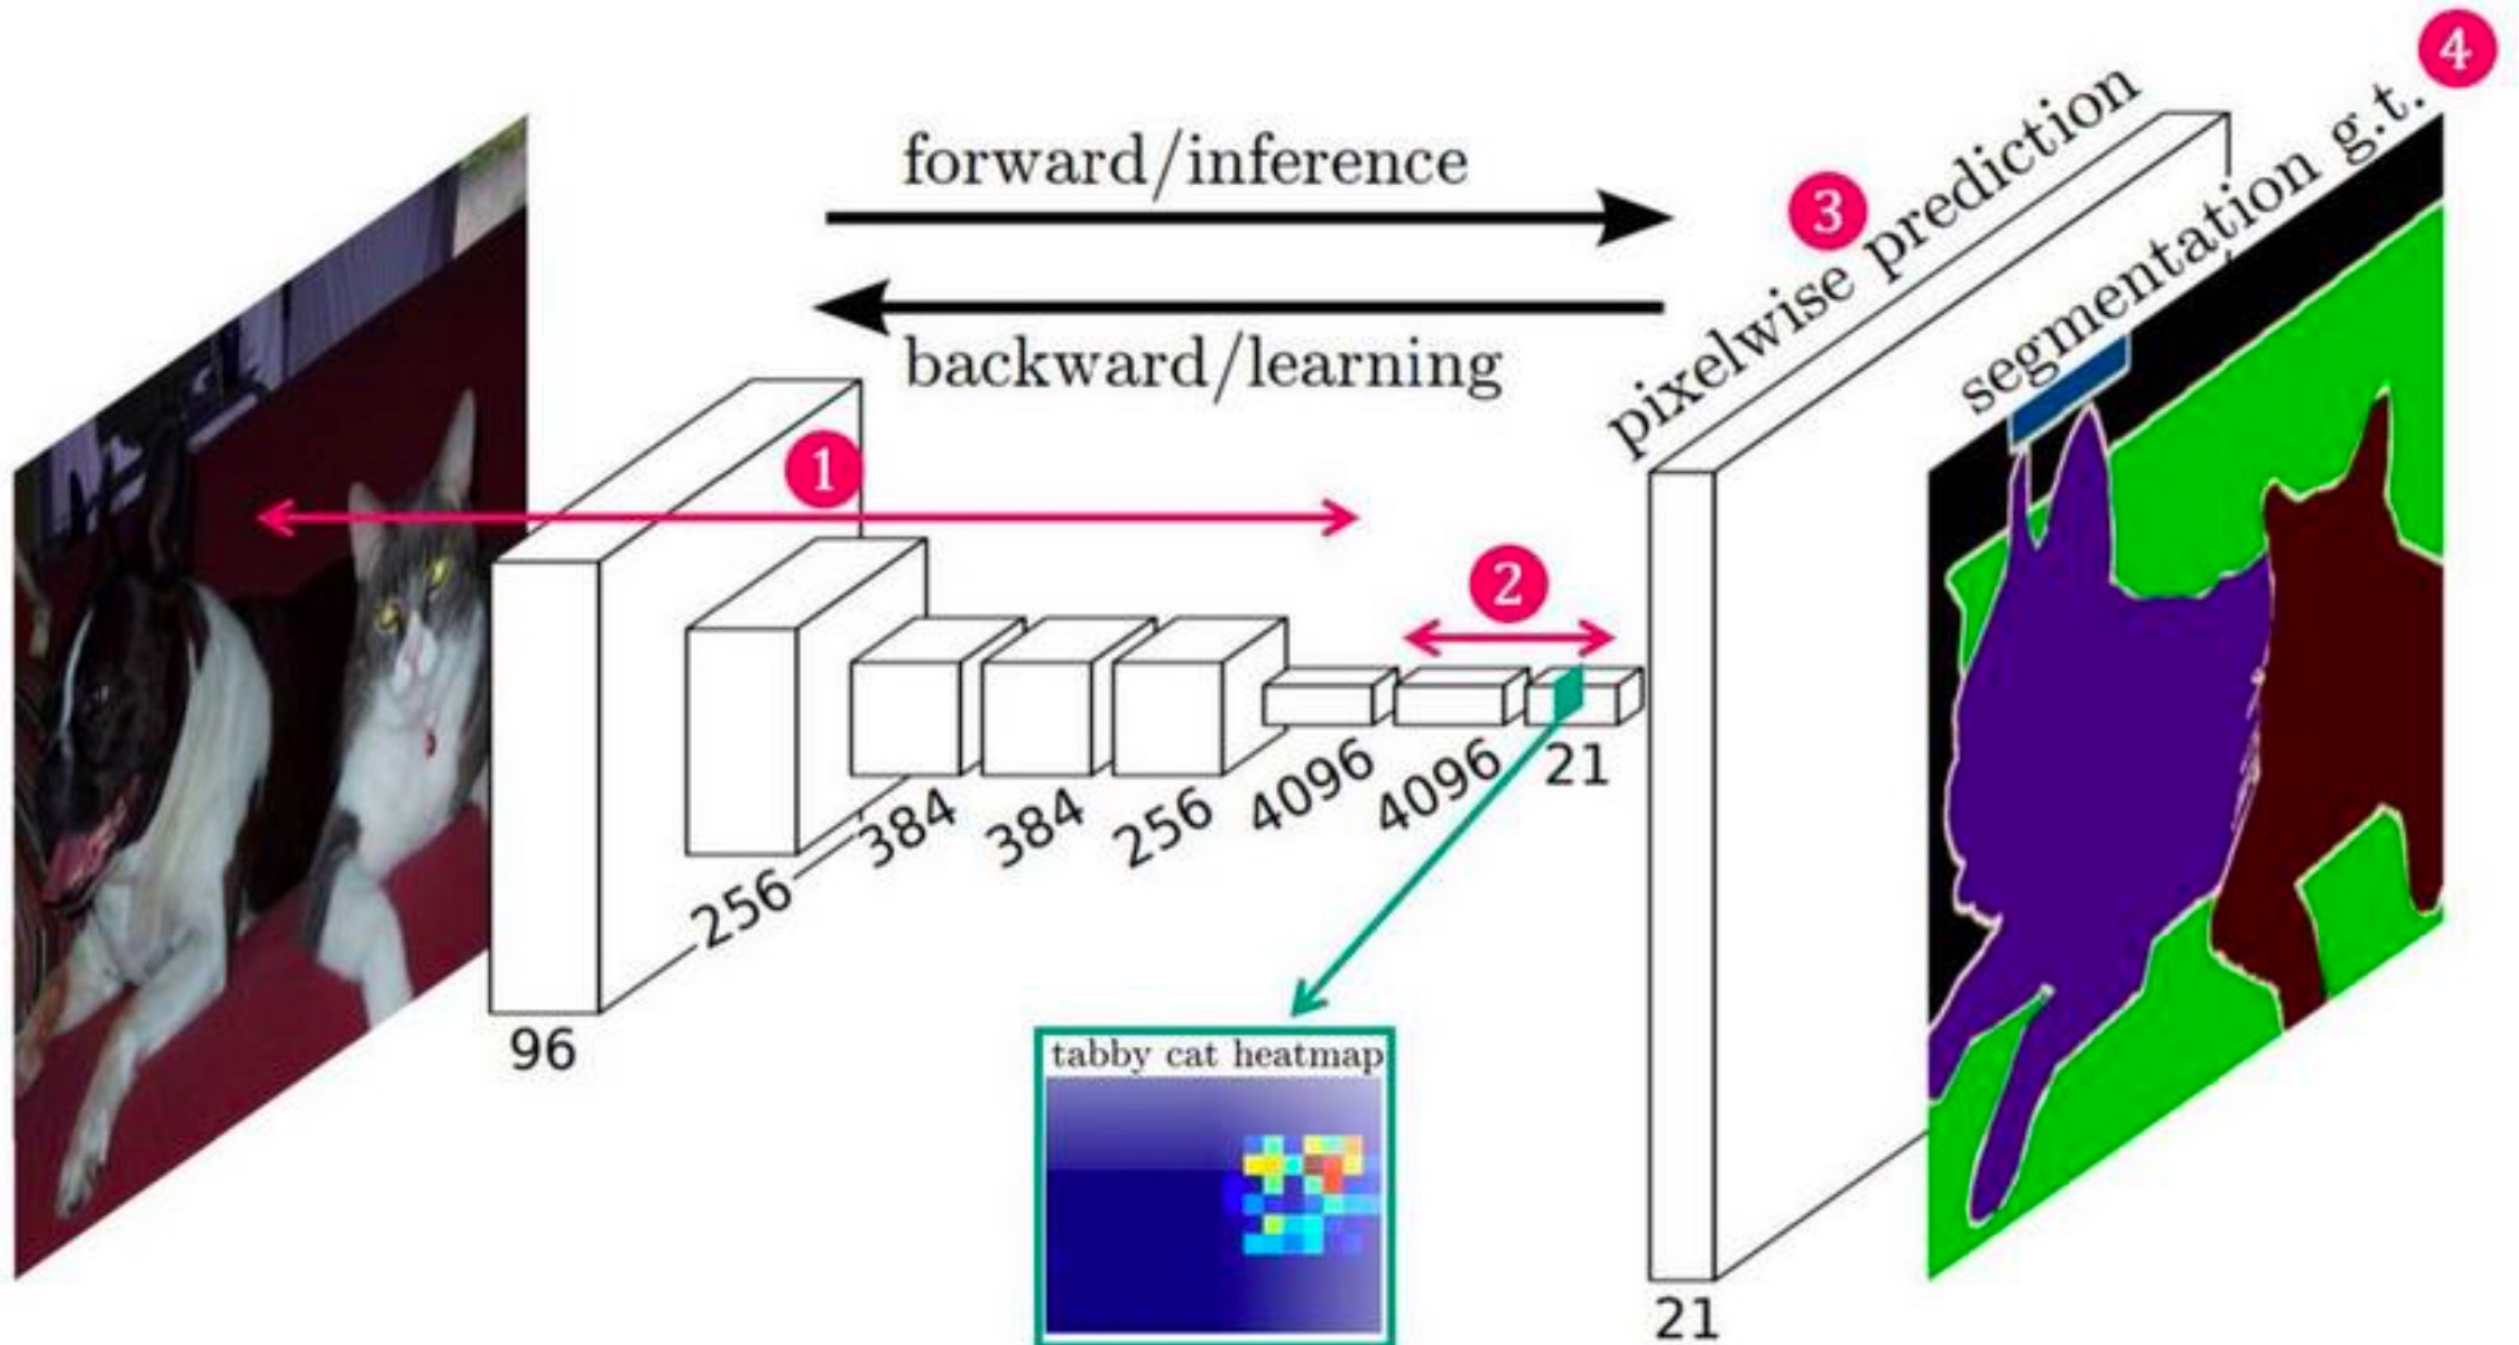 4
forward/inference
3
pixelwise prediction
segmentation g.t.
backward/learning
1
2
21
4096
4096
256
384
384
256
96
tabby cat heatmap
21